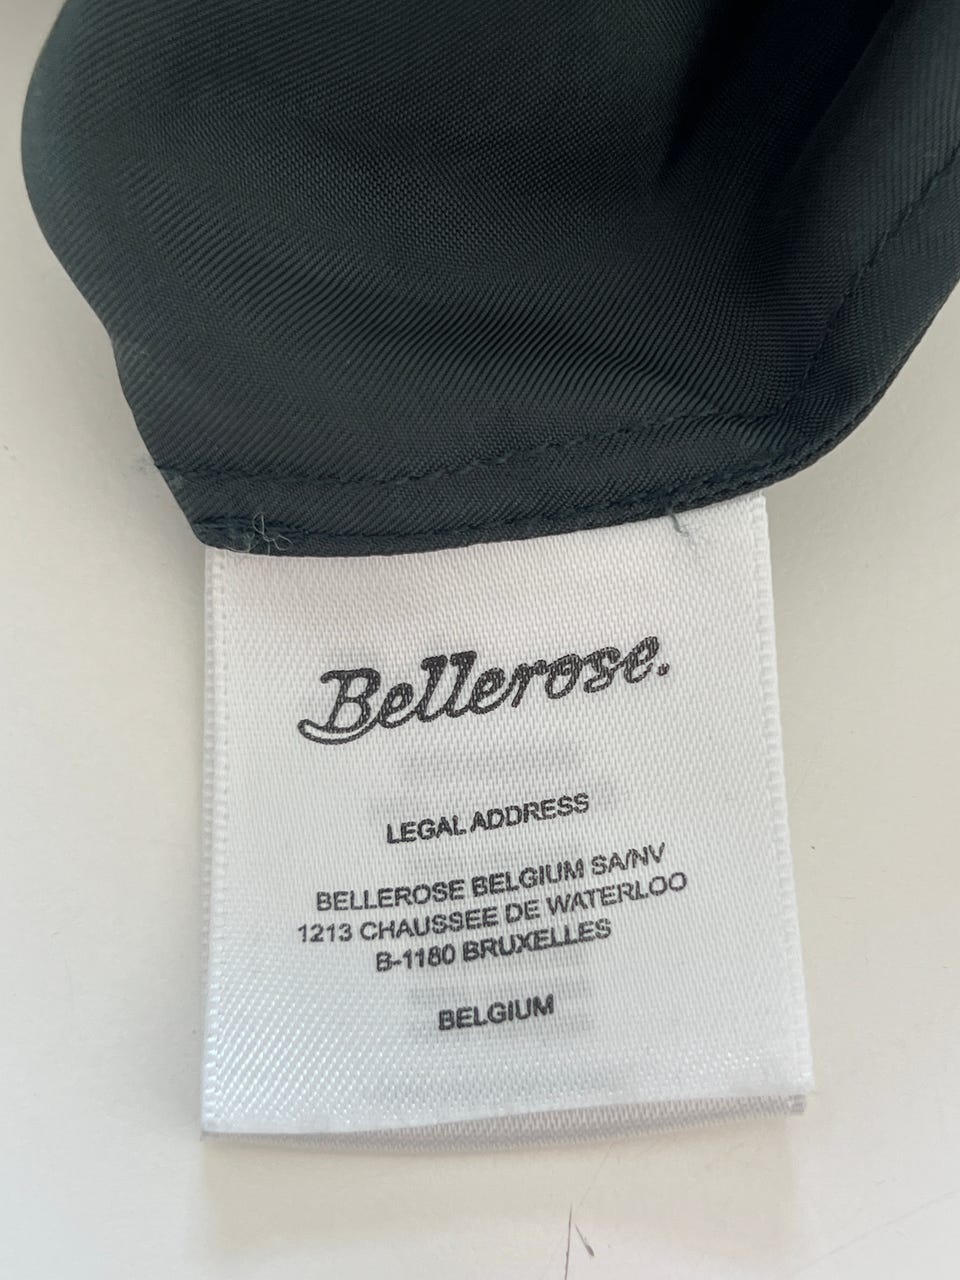 Bellerose.
LEGAL ADDRESS
BELLEROSE BELGIUM SA/NV
1213 CHAUSSEE DE WATERLOO
B-1180 BRUXELLES
BELGIUM